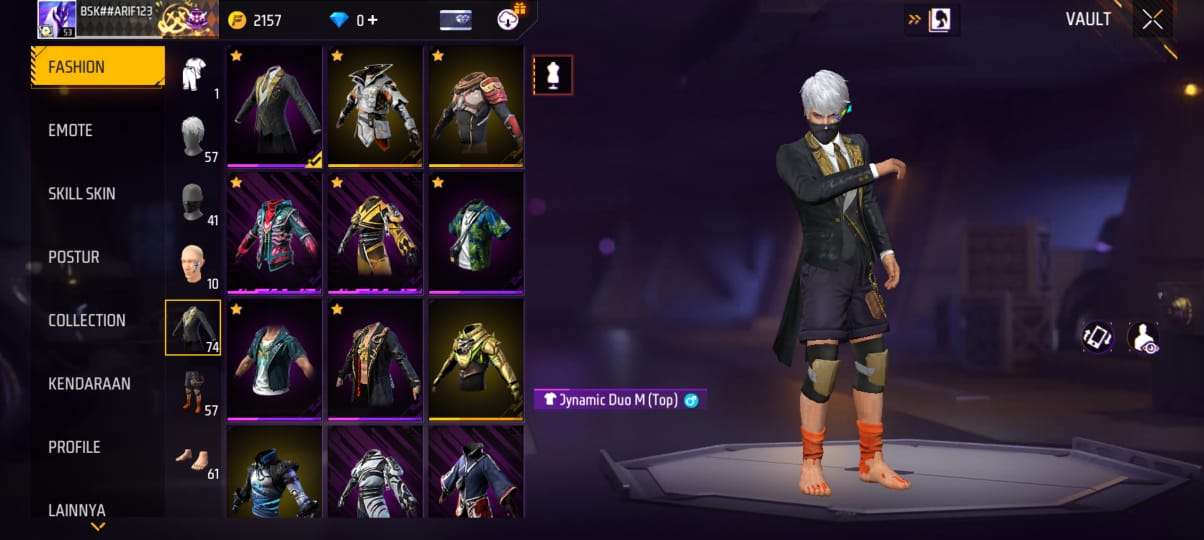 BSK##ARIF123
53
2157
0+
VAULT
FASHION
EMOTE
SKILL SKIN
POSTUR
COLLECTION
KENDARAAN
PROFILE
LAINNYA
1
57
41
10
74
57
61
Jynamic Duo M (Top)